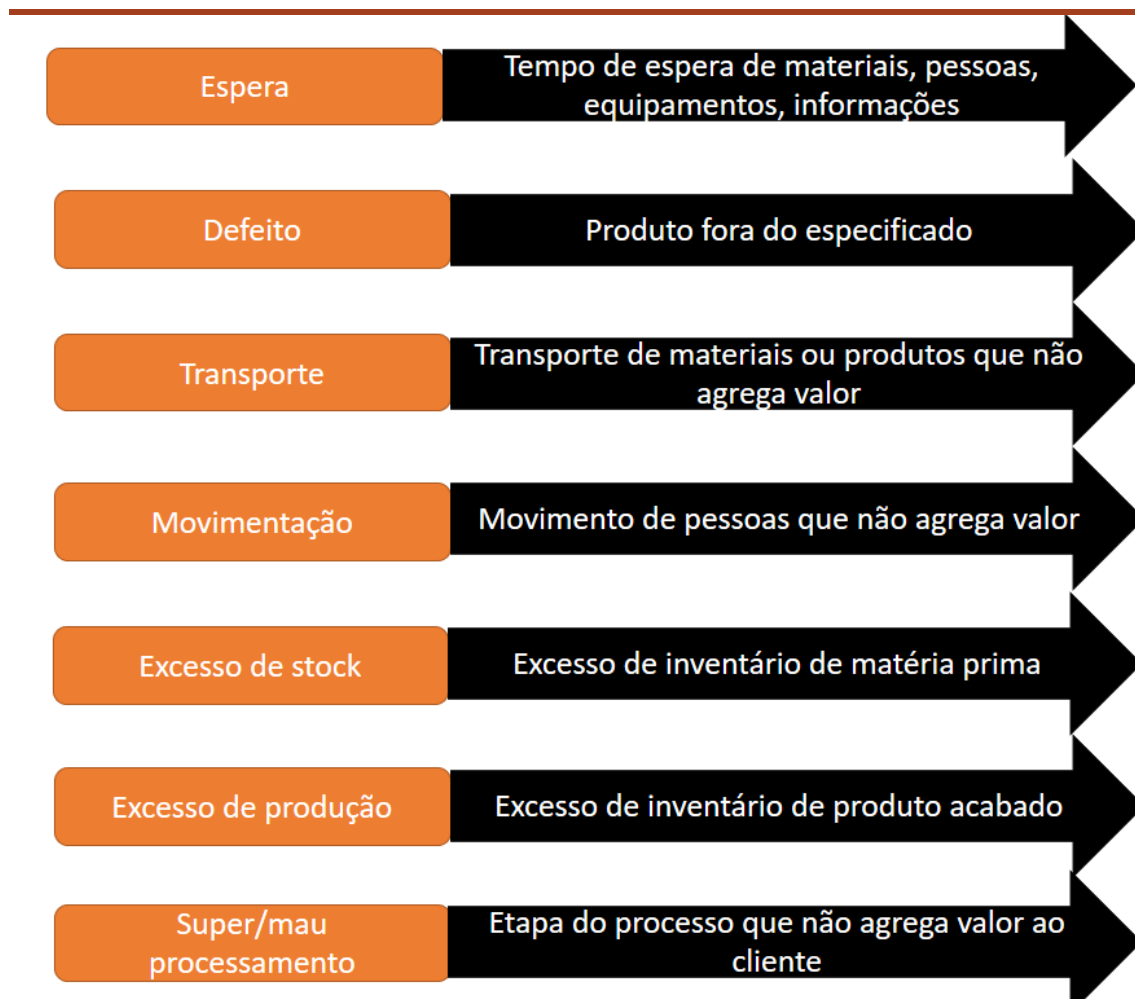 Espera
Tempo de espera de materiais, pessoas,
equipamentos, informações
Defeito
Produto fora do especificado
Transporte
Transporte de materiais ou produtos que não
agrega valor
Movimentação
Movimento de pessoas que não agrega valor
Excesso de stock
Excesso de inventário de matéria prima
Excesso de produção
Excesso de inventário de produto acabado
Super/mau
processamento
Etapa do processo que não agrega valor ao
cliente